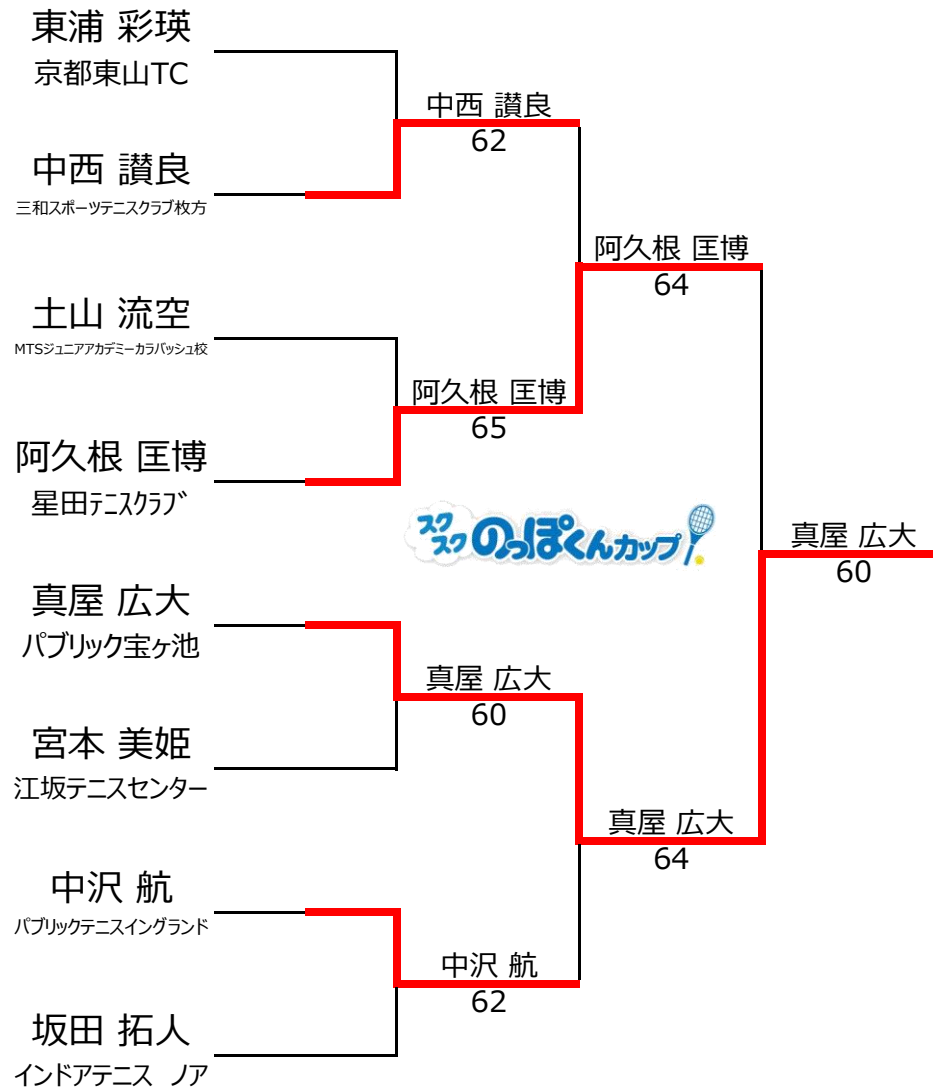 東浦 彩瑛
京都東山TC
中西 讃良
62
中西 讃良
三和スポーツテニスクラブ枚方
阿久根 匡博
64
土山 流空
MTSジュニアアカデミーカラバッシュ校
阿久根 匡博
65
阿久根 匡博
星田テニスクラブ
スクスクのっぽくんカップ
真屋 広大
60
真屋 広大
パブリック宝ヶ池
真屋 広大
60
宮本 美姫
江坂テニスセンター
真屋 広大
64
中沢 航
パブリックテニスイングランド
中沢 航
62
坂田 拓人
インドアテニス　ノア